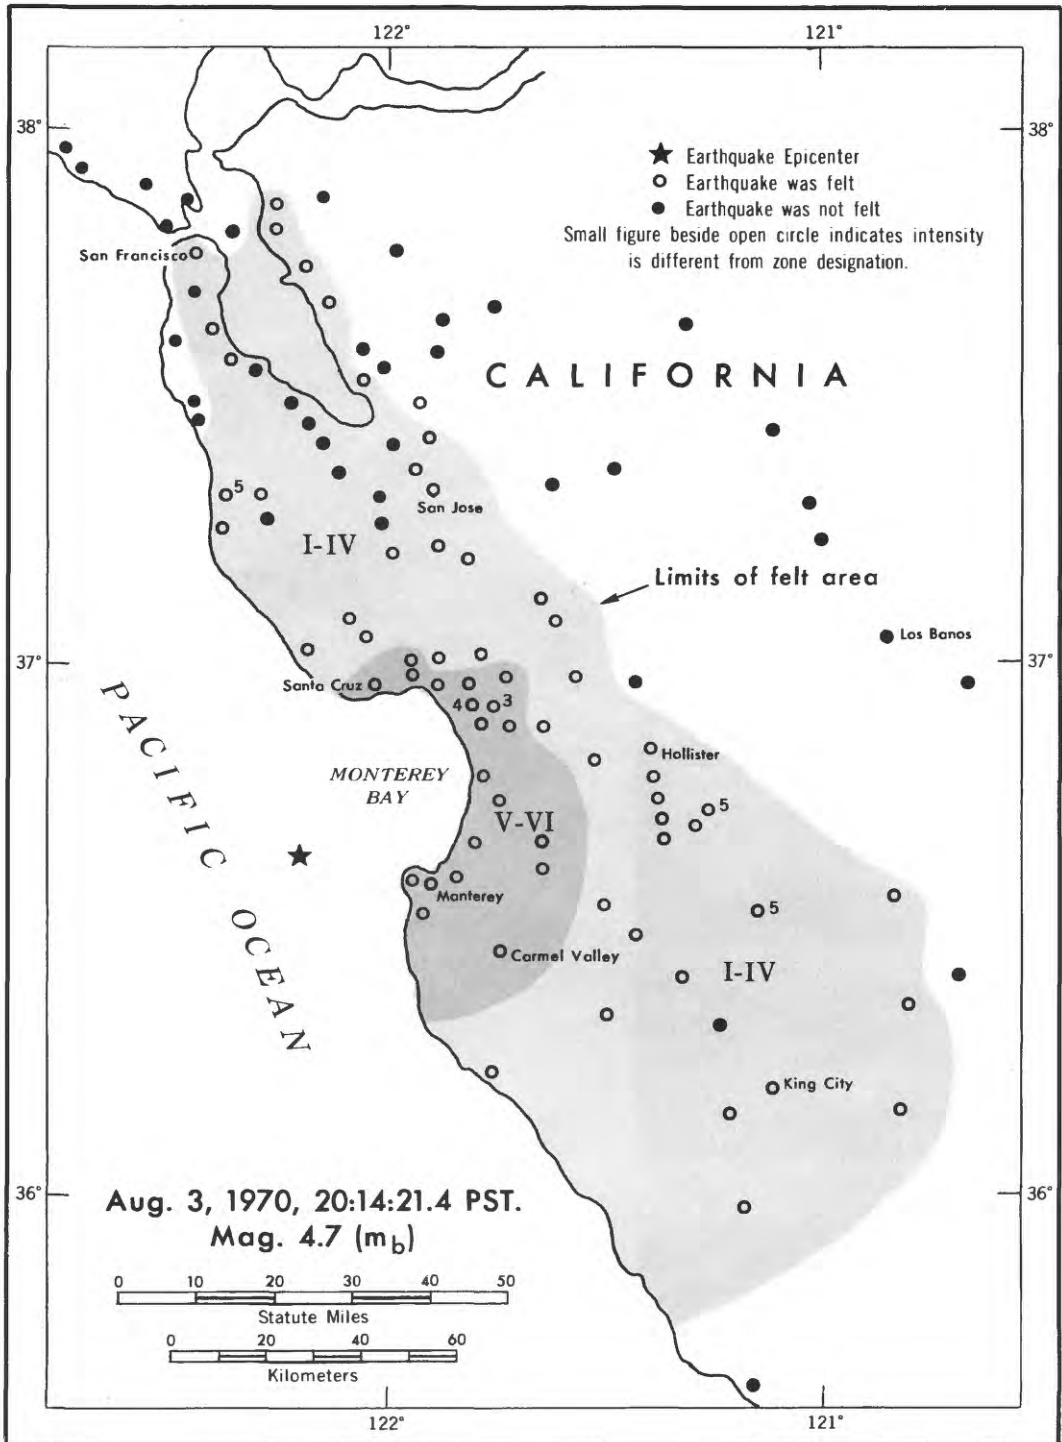 122°
121°
38°
38°
Earthquake Epicenter
Earthquake was felt
Earthquake was not felt
Small figure beside open circle indicates intensity
is different from zone designation.
San Francisco
CALIFORNIA
5
San Jose
I-IV
Limits of felt area
Los Banos
37°
37°
Santa Cruz
4
3
Hollister
MONTEREY
BAY
5
V-VI
PACIFIC OCEAN
Manterey
5
Carmel Valley
I-IV
King City
36°
36°
Aug. 3, 1970, 20:14:21.4 PST.
Mag. 4.7 (mb)
0 10 20 30 40 50
Statute Miles
0 20 40 60
Kilometers
122°
121°